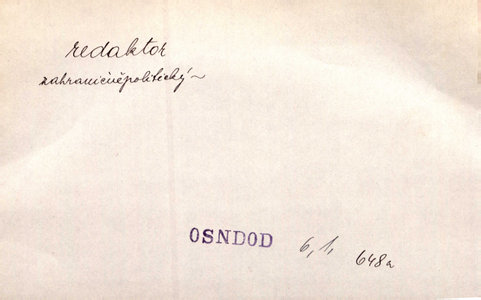 redaktor
zahraničněpolitický ~
OSNDOD 6, 1, 648a